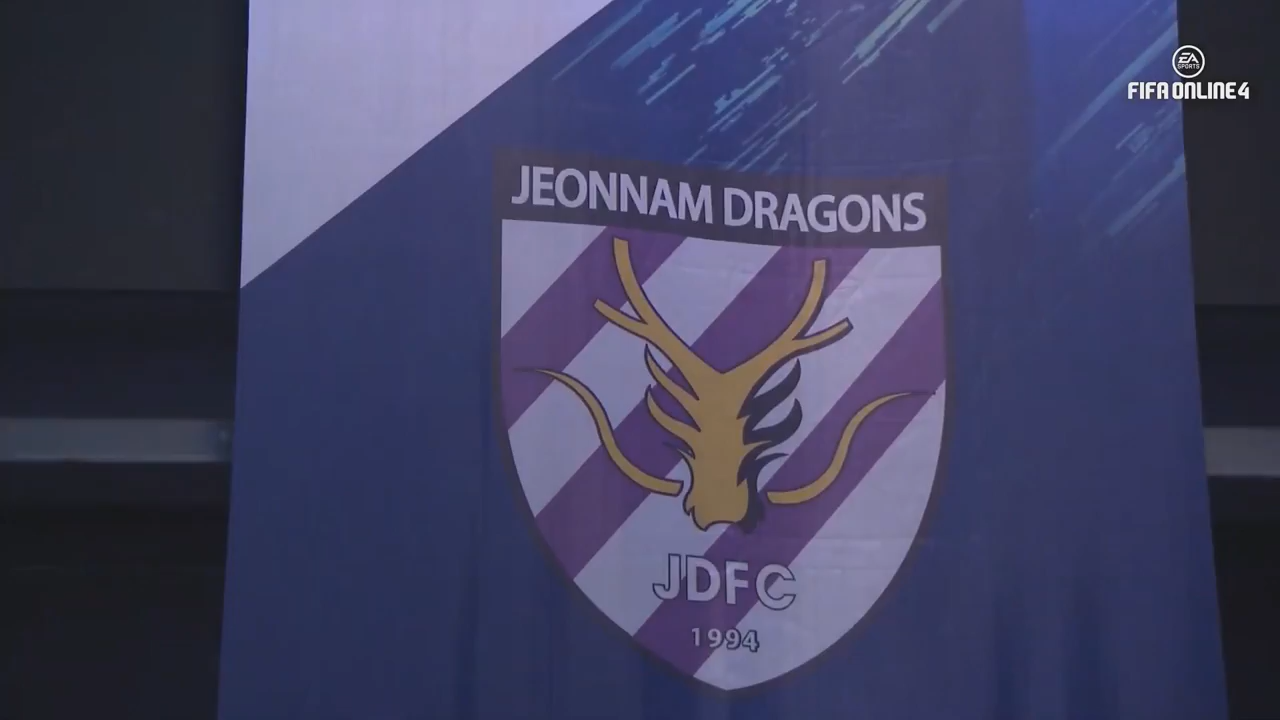 EA
SPORTS
FIFA ONLINE 4
JEONNAM DRAGONS
JDFC
1994